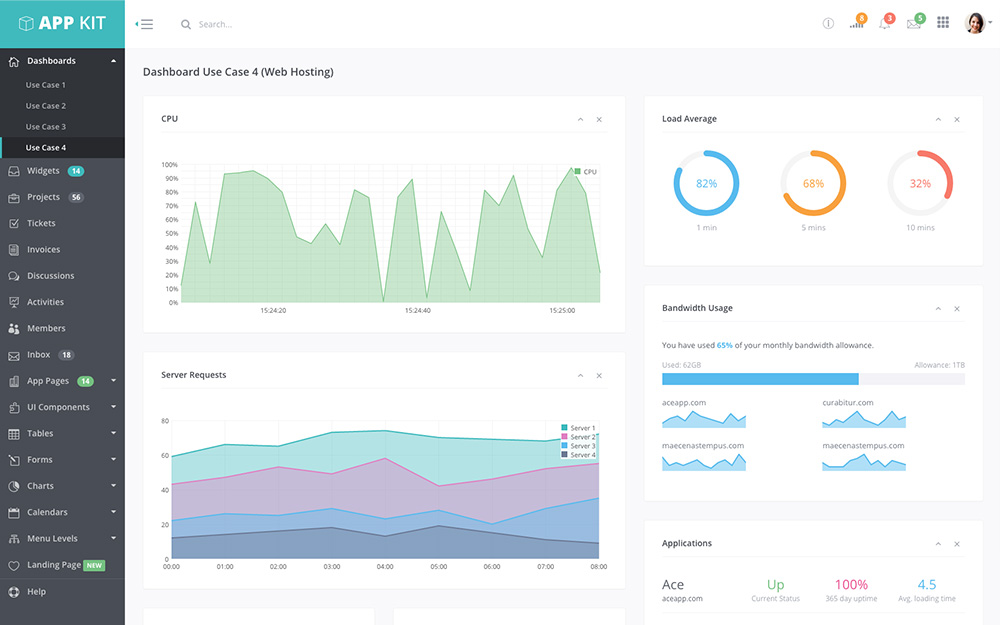 APP KIT
Search...
8
3
5
Dashboards
Use Case 1
Use Case 2
Use Case 3
Use Case 4
Widgets 14
Projects 56
Tickets
Invoices
Discussions
Activities
Members
Inbox 18
App Pages 14
UI Components
Tables
Forms
Charts
Calendars
Menu Levels
Landing Page NEW
Help
Dashboard Use Case 4 (Web Hosting)
CPU
100%
90%
80%
70%
60%
50%
40%
30%
20%
10%
0%
CPU
15:24:20
15:24:40
15:25:00
Server Requests
80
60
40
20
0
Server 1
Server 2
Server 3
Server 4
00:00
01:00
02:00
03:00
04:00
05:00
06:00
07:00
08:00
Load Average
82%
68%
32%
1 min
5 mins
10 mins
Bandwidth Usage
You have used 65% of your monthly bandwidth allowance.
Used: 62GB
Allowance: 1TB
aceapp.com
curabitur.com
maecenastempus.com
maecenastempus.com
Applications
Ace
aceapp.com
Up
Current Status
100%
365 day uptime
4.5
Avg. loading time